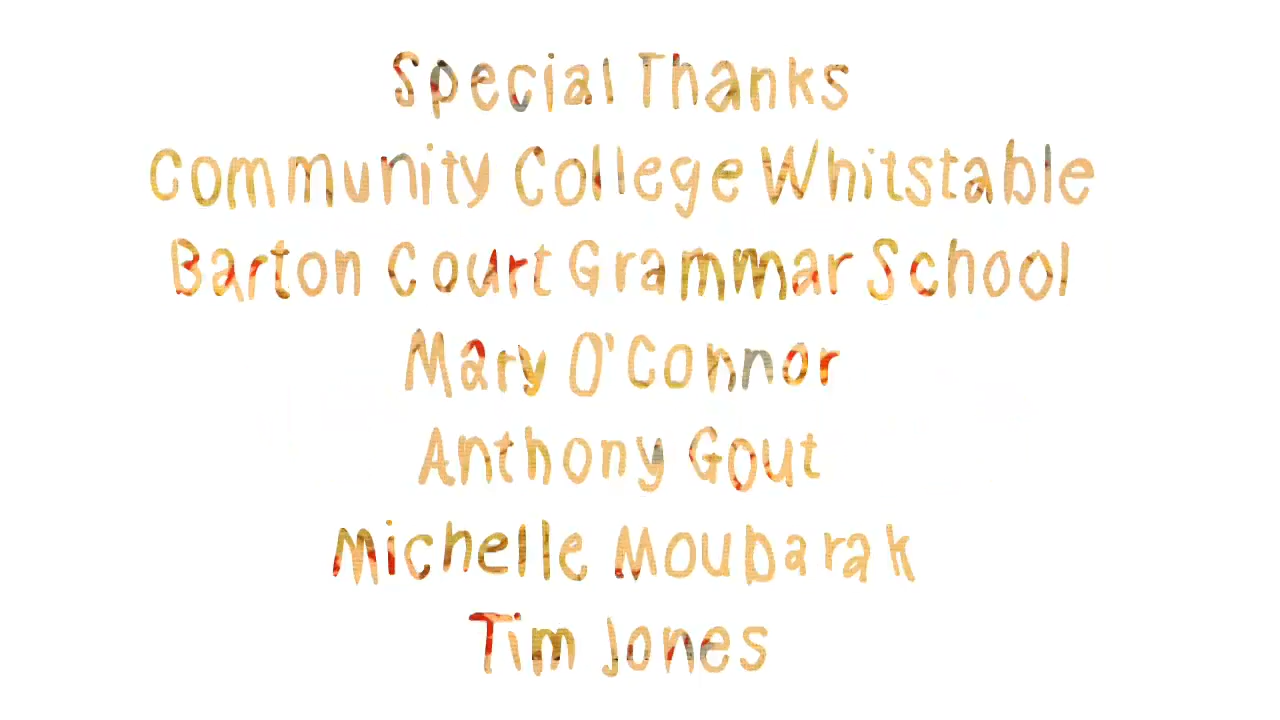 Special Thanks
Community College Whitstable
Barton Court Grammar School
Mary O'Connor
Anthony Gout
Michelle Moubarak
Tim Jones